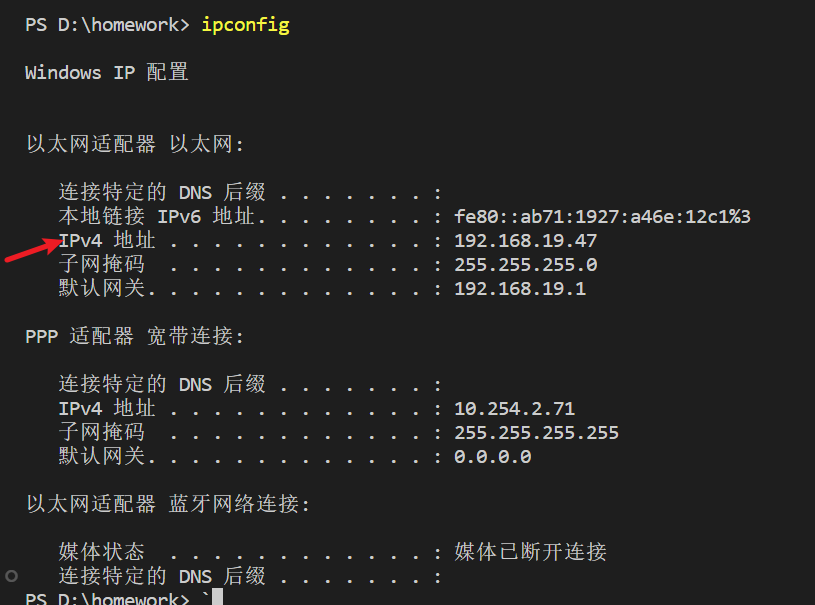 PS D:\homework> ipconfig
Windows IP 配置
以太网适配器 以太网:
连接特定的 DNS 后缀 . . . . . . . :
本地链接 IPv6 地址. . . . . . . . : fe80::ab71:1927:a46e:12c1%3
IPv4 地址 . . . . . . . . . . . . : 192.168.19.47
子网掩码  . . . . . . . . . . . . : 255.255.255.0
默认网关. . . . . . . . . . . . . : 192.168.19.1
PPP 适配器 宽带连接:
连接特定的 DNS 后缀 . . . . . . . :
IPv4 地址 . . . . . . . . . . . . : 10.254.2.71
子网掩码  . . . . . . . . . . . . : 255.255.255.255
默认网关. . . . . . . . . . . . . : 0.0.0.0
以太网适配器 蓝牙网络连接:
媒体状态  . . . . . . . . . . . . : 媒体已断开连接
连接特定的 DNS 后缀 . . . . . . . :
PS D:\homework> `